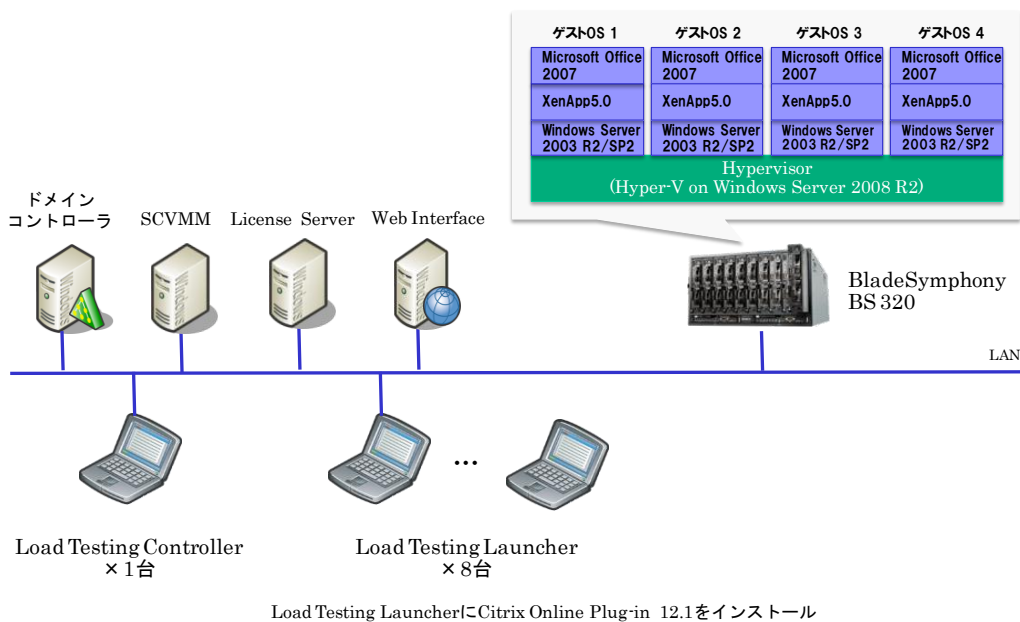 ゲストOS 1
ゲストOS 2
ゲストOS 3
ゲストOS 4
Microsoft Office
2007
Microsoft Office
2007
Microsoft Office
2007
Microsoft Office
2007
XenApp5.0
XenApp5.0
XenApp5.0
XenApp5.0
Windows Server
2003 R2/SP2
Windows Server
2003 R2/SP2
Windows Server
2003 R2/SP2
Windows Server
2003 R2/SP2
Hypervisor
(Hyper-V on Windows Server 2008 R2)
ドメイン
コントローラ
SCVMM
License Server
Web Interface
BladeSymphony
BS 320
LAN
...
Load Testing Controller
×1台
Load Testing Launcher
×8台
Load Testing LauncherにCitrix Online Plug-in 12.1をインストール